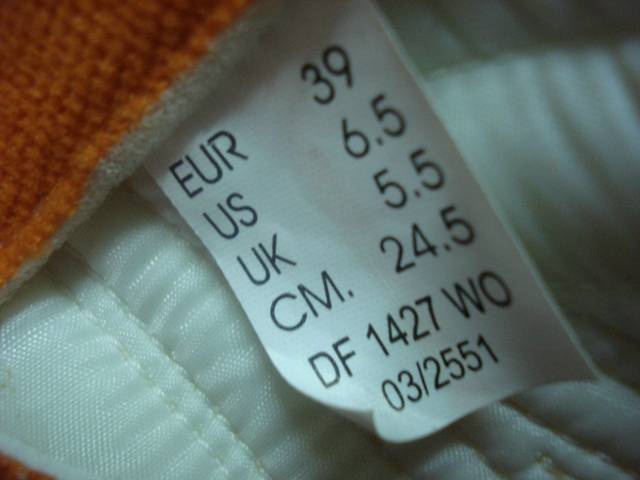 EUR 39
US 6.5
UK 5.5
CM. 24.5
DF 1427 WO
03/2551